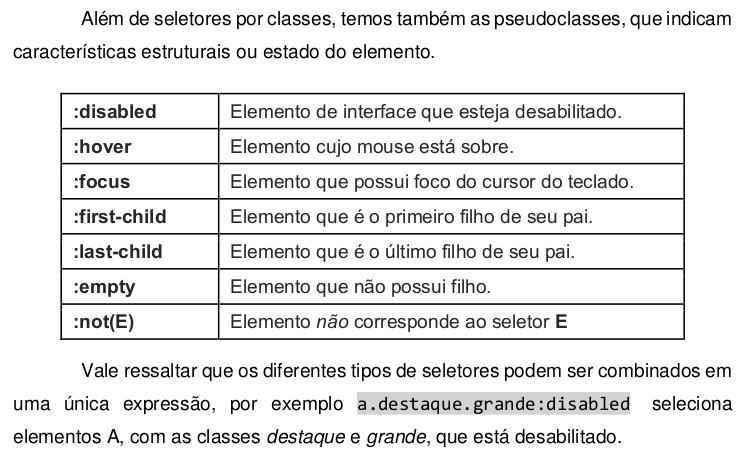 Além de seletores por classes, temos também as pseudoclasses, que indicam
características estruturais ou estado do elemento.
:disabled Elemento de interface que esteja desabilitado.
:hover Elemento cujo mouse está sobre.
:focus Elemento que possui foco do cursor do teclado.
:first-child Elemento que é o primeiro filho de seu pai.
:last-child Elemento que é o último filho de seu pai.
:empty Elemento que não possui filho.
:not(E) Elemento não corresponde ao seletor E
Vale ressaltar que os diferentes tipos de seletores podem ser combinados em
uma única expressão, por exemplo a.destaque.grande:disabled seleciona
elementos A, com as classes destaque e grande, que está desabilitado.